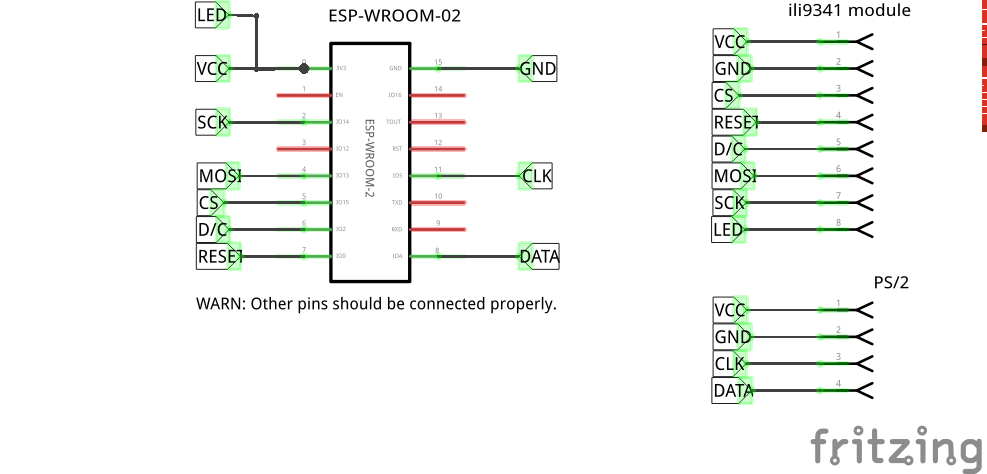 ESP-WROOM-02
LED
VCC 0 3V3 GND 15 GND
1 EN IO16 14
SCK 2 IO14 TOUT 13
3 IO12 RST 12
MOSI 4 IO13 IO5 11 CLK
CS 5 IO15 TXD 10
D/C 6 IO2 RXD 9
RESET 7 IO0 IO4 8 DATA
ESP-WROOM-2
WARN: Other pins should be connected properly.
ili9341 module
VCC 1
GND 2
CS 3
RESET 4
D/C 5
MOSI 6
SCK 7
LED 8
PS/2
VCC 1
GND 2
CLK 3
DATA 4
fritzing